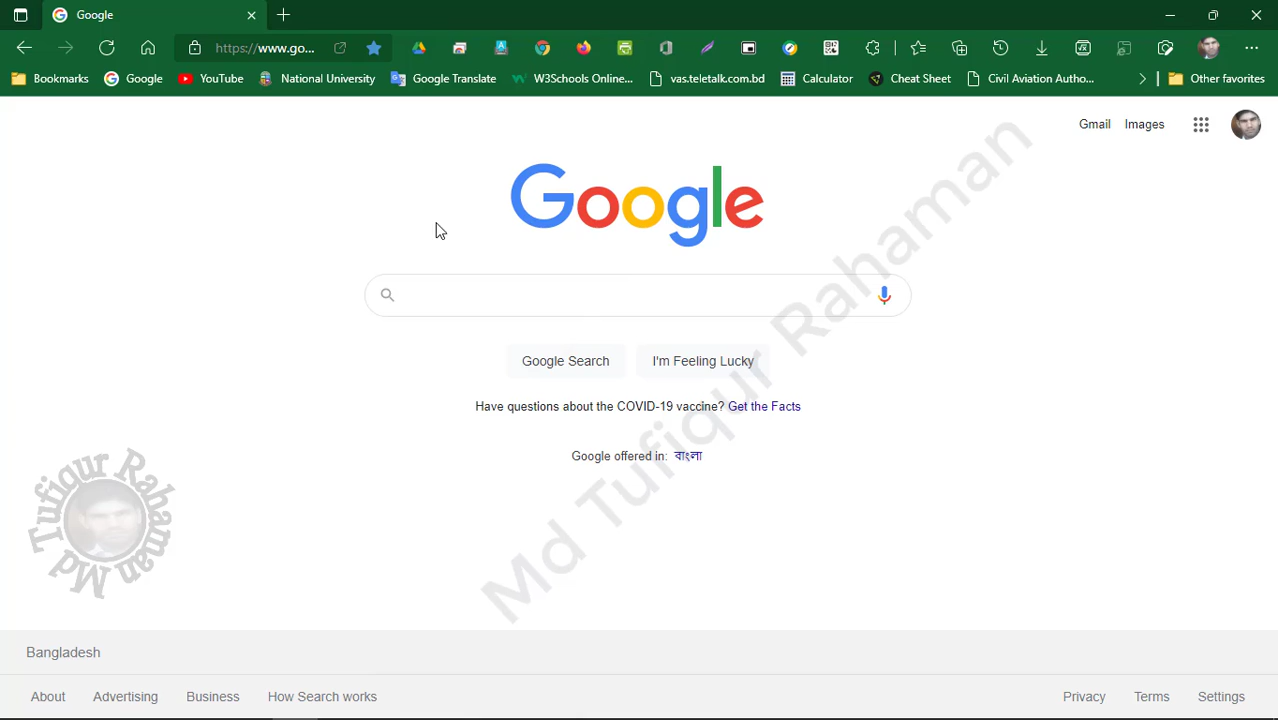 Google
https://www.go...
Bookmarks Google YouTube National University Google Translate W3Schools Online... vas.teletalk.com.bd Calculator Cheat Sheet Civil Aviation Autho... Other favorites
Gmail Images
Google
Google Search I'm Feeling Lucky
Have questions about the COVID-19 vaccine? Get the Facts
Google offered in: বাংলা
Md Tufiqur Rahaman
Md Tufiqur Rahaman
Bangladesh
About Advertising Business How Search works Privacy Terms Settings